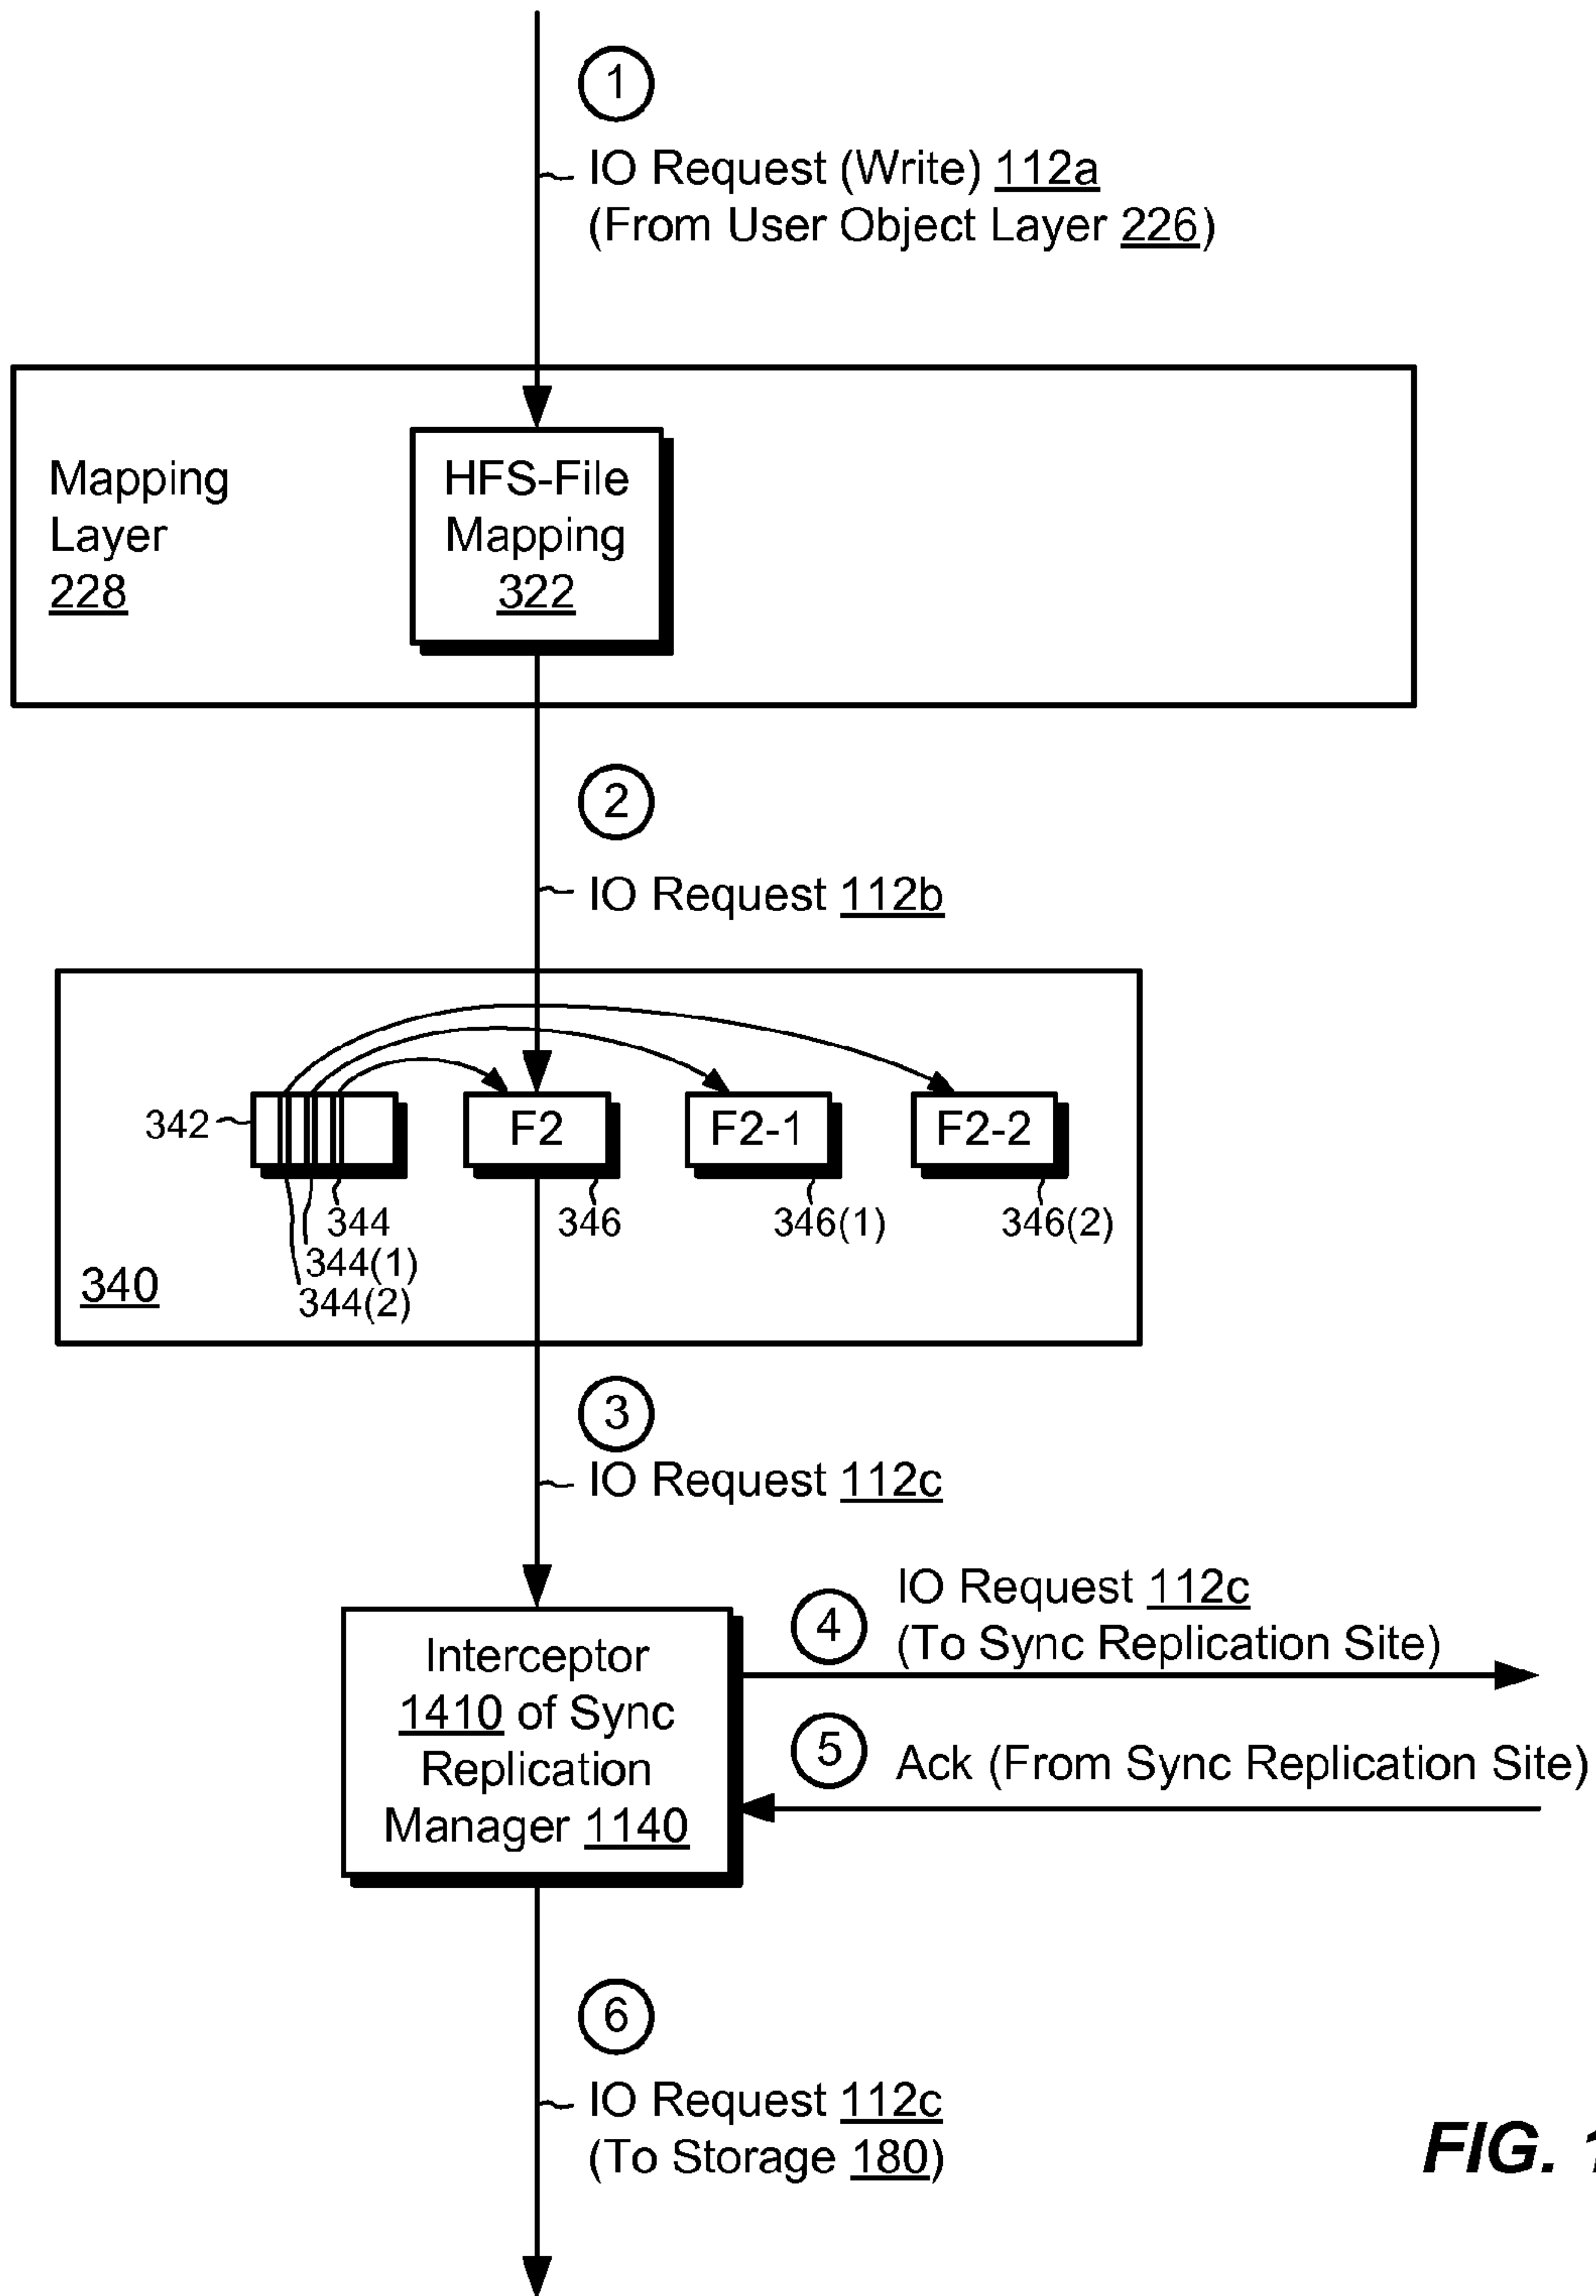 1
IO Request (Write) 112a
(From User Object Layer 226)
Mapping
Layer
228
HFS-File
Mapping
322
2
IO Request 112b
342
F2
F2-1
F2-2
344
346
346(1)
346(2)
344(1)
344(2)
340
3
IO Request 112c
4
IO Request 112c
(To Sync Replication Site)
Interceptor
1410 of Sync
Replication
Manager 1140
5
Ack (From Sync Replication Site)
6
IO Request 112c
(To Storage 180)
FIG.